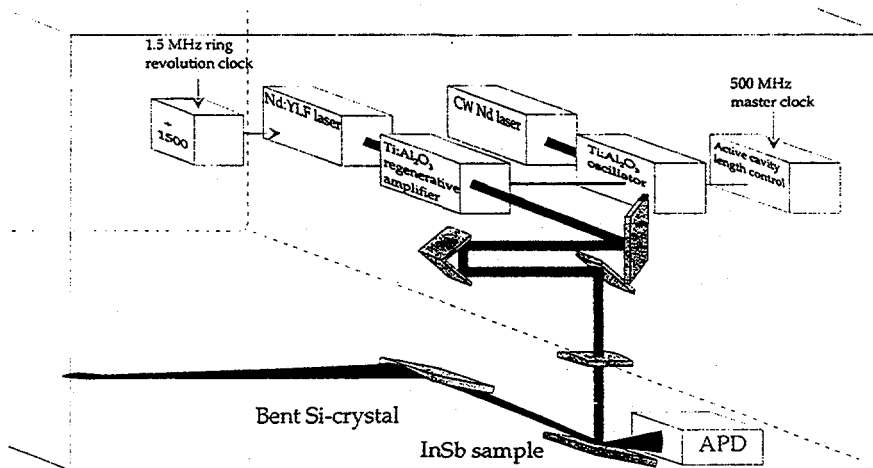 1.5 MHz ring
revolution clock
÷
1500
Nd:YLF laser
CW Nd laser
500 MHz
master clock
Ti:Al₂O₃
regenerative
amplifier
Ti:Al₂O₃
oscillator
Active cavity
length control
Bent Si-crystal
InSb sample
APD